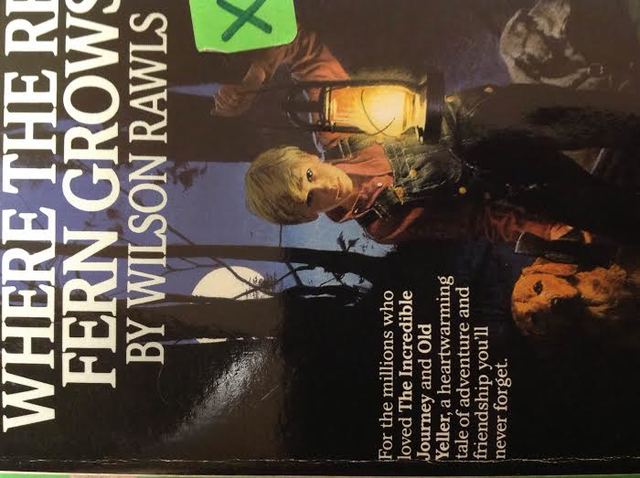 WHERE THE RE
FERN GROWS
BY WILSON RAWLS
X
For the millions who
loved The Incredible
Journey and Old
Yeller, a heartwarming
tale of adventure and
friendship you'll
never forget.